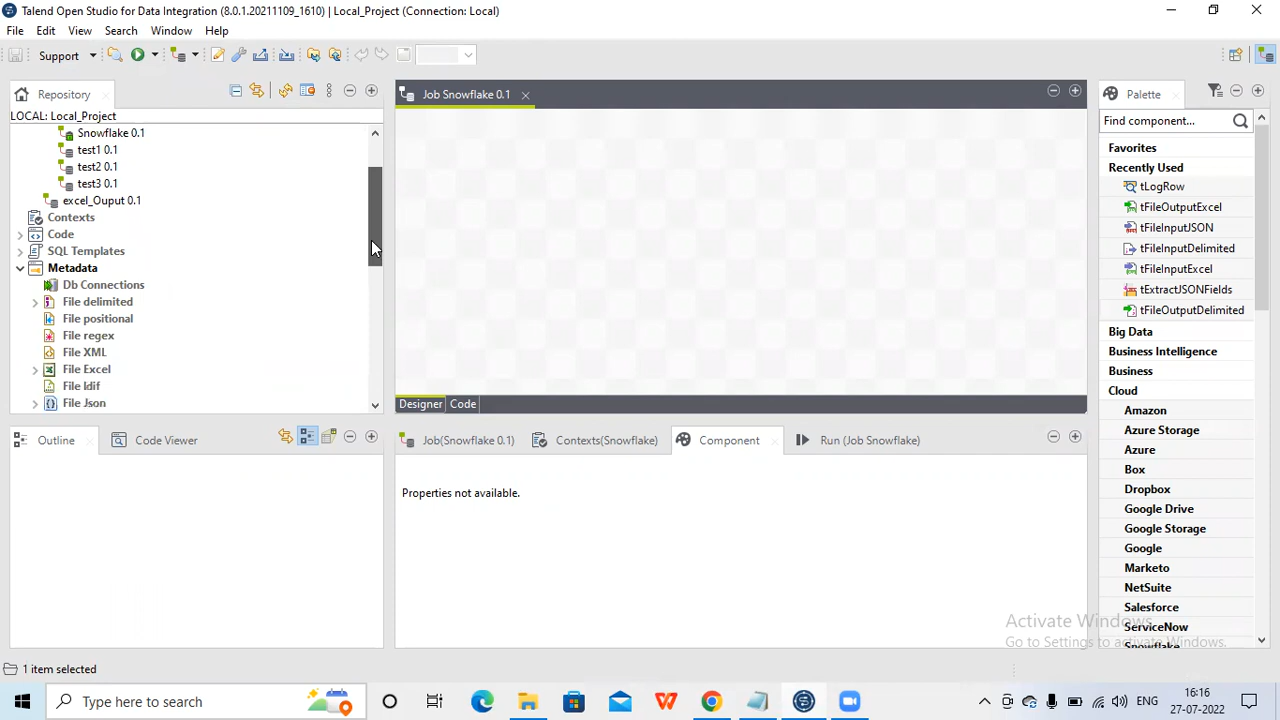 Talend Open Studio for Data Integration (8.0.1.20211109_1610) | Local_Project (Connection: Local)
File Edit View Search Window Help
Support
Repository
LOCAL: Local_Project
Snowflake 0.1
test1 0.1
test2 0.1
test3 0.1
excel_Ouput 0.1
Contexts
Code
SQL Templates
Metadata
Db Connections
File delimited
File positional
File regex
File XML
File Excel
File ldif
File Json
Job Snowflake 0.1
Designer Code
Palette
Find component...
Favorites
Recently Used
tLogRow
tFileOutputExcel
tFileInputJSON
tFileInputDelimited
tFileInputExcel
tExtractJSONFields
tFileOutputDelimited
Big Data
Business Intelligence
Business
Cloud
Amazon
Azure Storage
Azure
Box
Dropbox
Google Drive
Google Storage
Google
Marketo
NetSuite
Salesforce
ServiceNow
Snowflake
Outline Code Viewer
Job(Snowflake 0.1) Contexts(Snowflake) Component Run (Job Snowflake)
Properties not available.
Activate Windows
Go to Settings to activate Windows.
1 item selected
Type here to search
ENG
16:16
27-07-2022